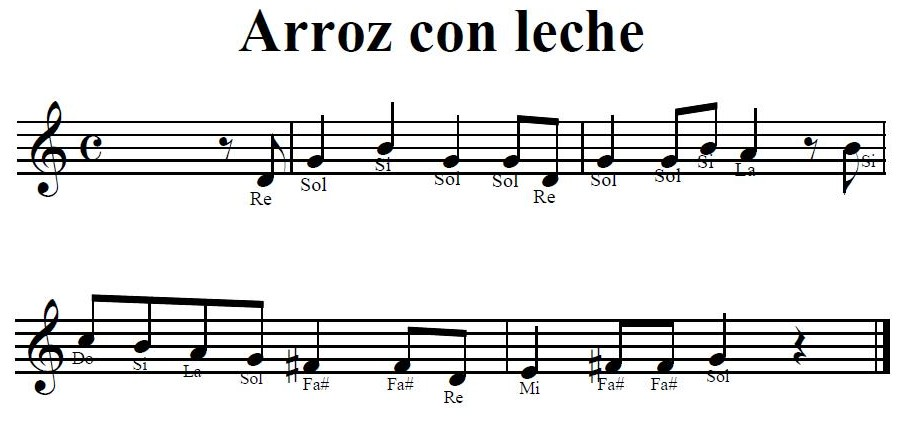 Arroz con leche
Re Sol Si Sol Sol Re Sol Sol Si La Si
Do Si La Sol Fa# Fa# Re Mi Fa# Fa# Sol